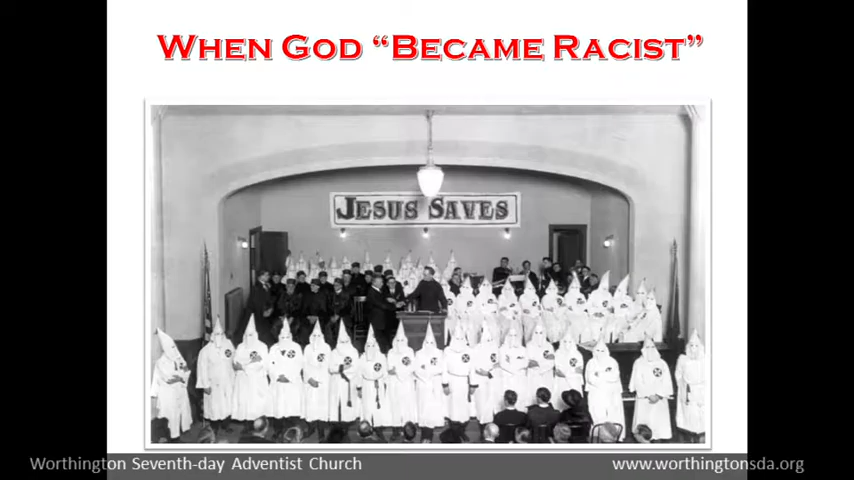 When God “Became Racist”
Jesus Saves
Worthington Seventh-day Adventist Church
www.worthingtonsda.org